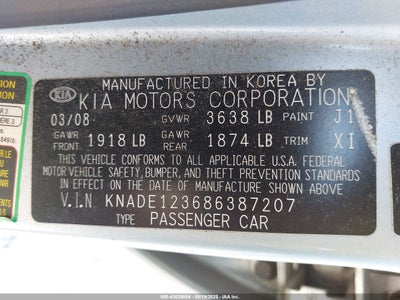 MANUFACTURED IN KOREA BY
KIA KIA MOTORS CORPORATION
03/08 GVWR 3638 LB PAINT J1
GAWR FRONT 1918 LB GAWR REAR 1874 LB TRIM XI
THIS VEHICLE CONFORMS TO ALL APPLICABLE U.S.A. FEDERAL
MOTOR VEHICLE SAFETY, BUMPER, AND THEFT PREVENTION STANDARDS
IN EFFECT ON THE DATE OF MANUFACTURE SHOWN ABOVE.
V.I.N KNADE123686387207
TYPE PASSENGER CAR